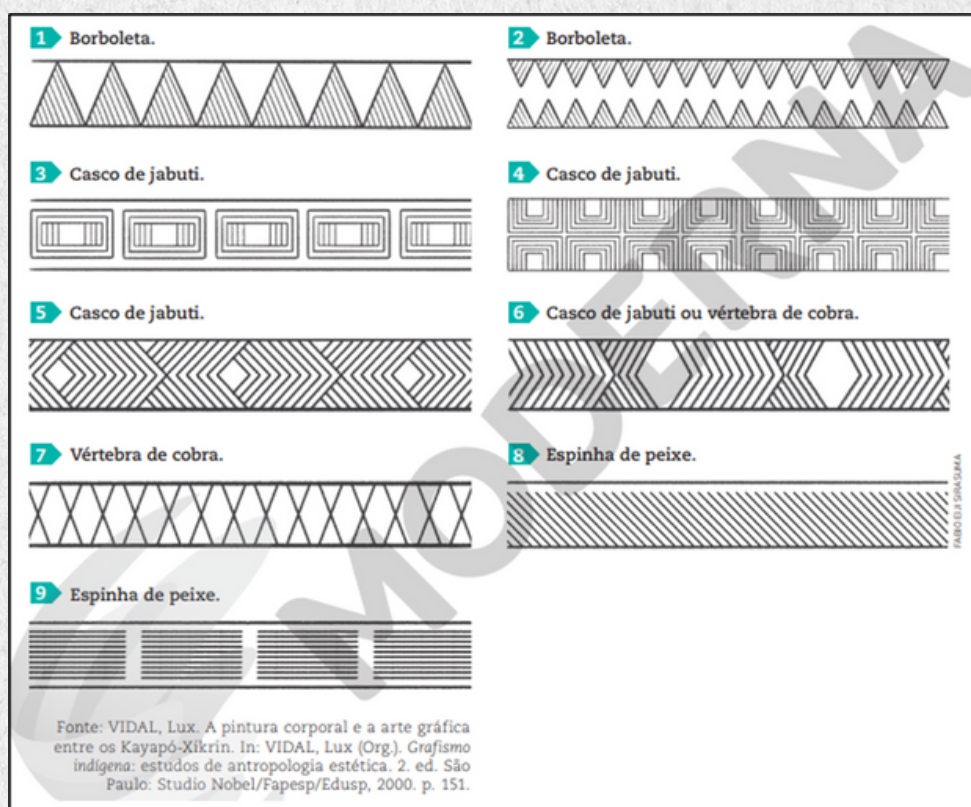 1 Borboleta.
2 Borboleta.
3 Casco de jabuti.
4 Casco de jabuti.
5 Casco de jabuti.
6 Casco de jabuti ou vértebra de cobra.
7 Vértebra de cobra.
8 Espinha de peixe.
FABIO EIJI SIRASUMA
9 Espinha de peixe.
Fonte: VIDAL, Lux. A pintura corporal e a arte gráfica
entre os Kayapó-Xikrin. In: VIDAL, Lux (Org.). Grafismo
indígena: estudos de antropologia estética. 2. ed. São
Paulo: Studio Nobel/Fapesp/Edusp, 2000. p. 151.
MODERNA